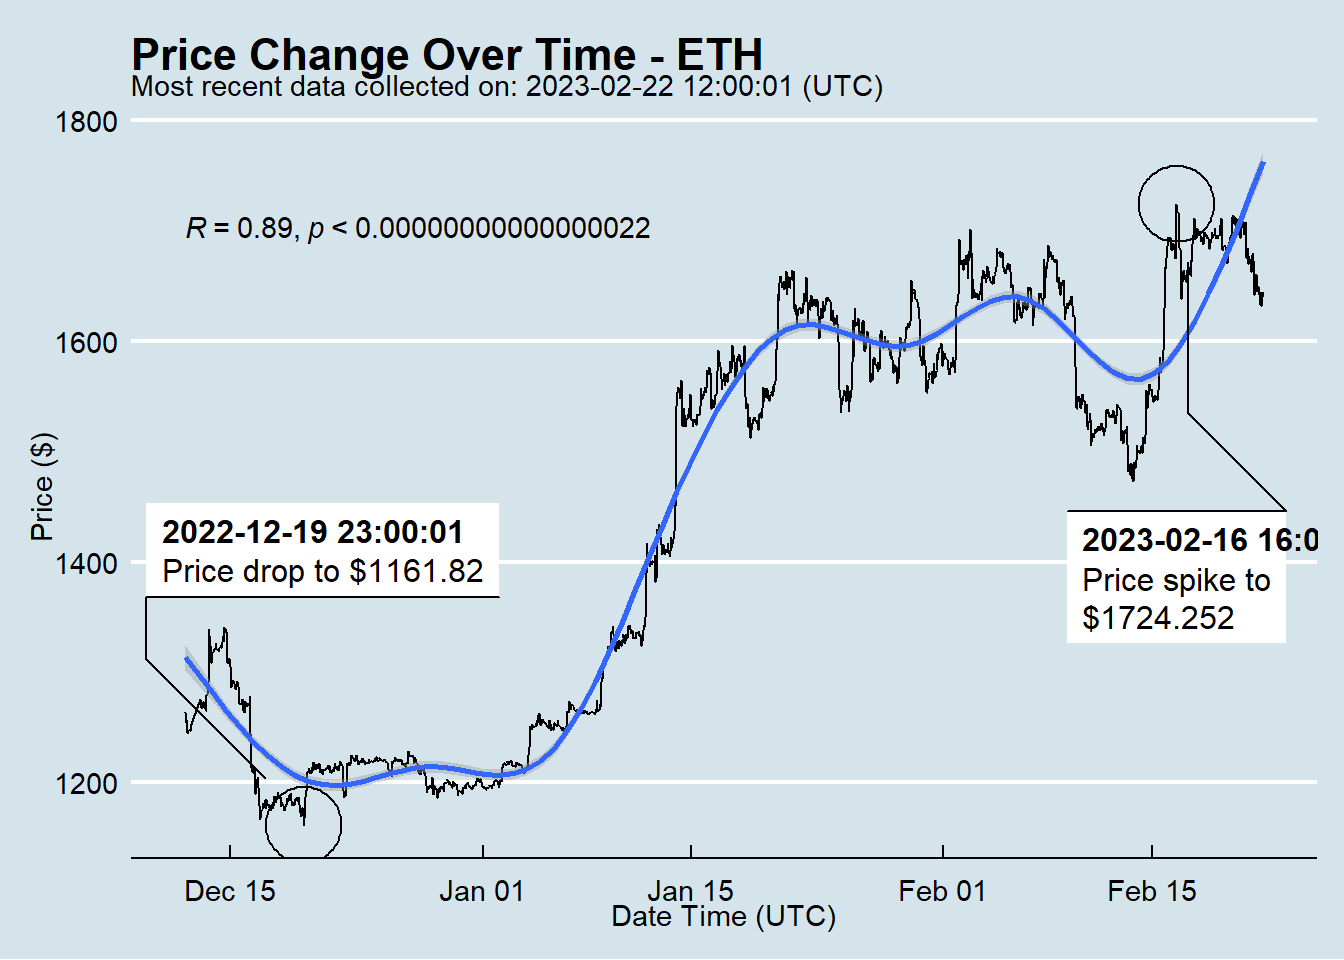 Price Change Over Time - ETH
Most recent data collected on: 2023-02-22 12:00:01 (UTC)
1800
R = 0.89, p < 0.00000000000000022
1600
Price ($)
2022-12-19 23:00:01
Price drop to $1161.82
2023-02-16 16:0
Price spike to
$1724.252
1400
1200
Dec 15
Jan 01
Jan 15
Feb 01
Feb 15
Date Time (UTC)